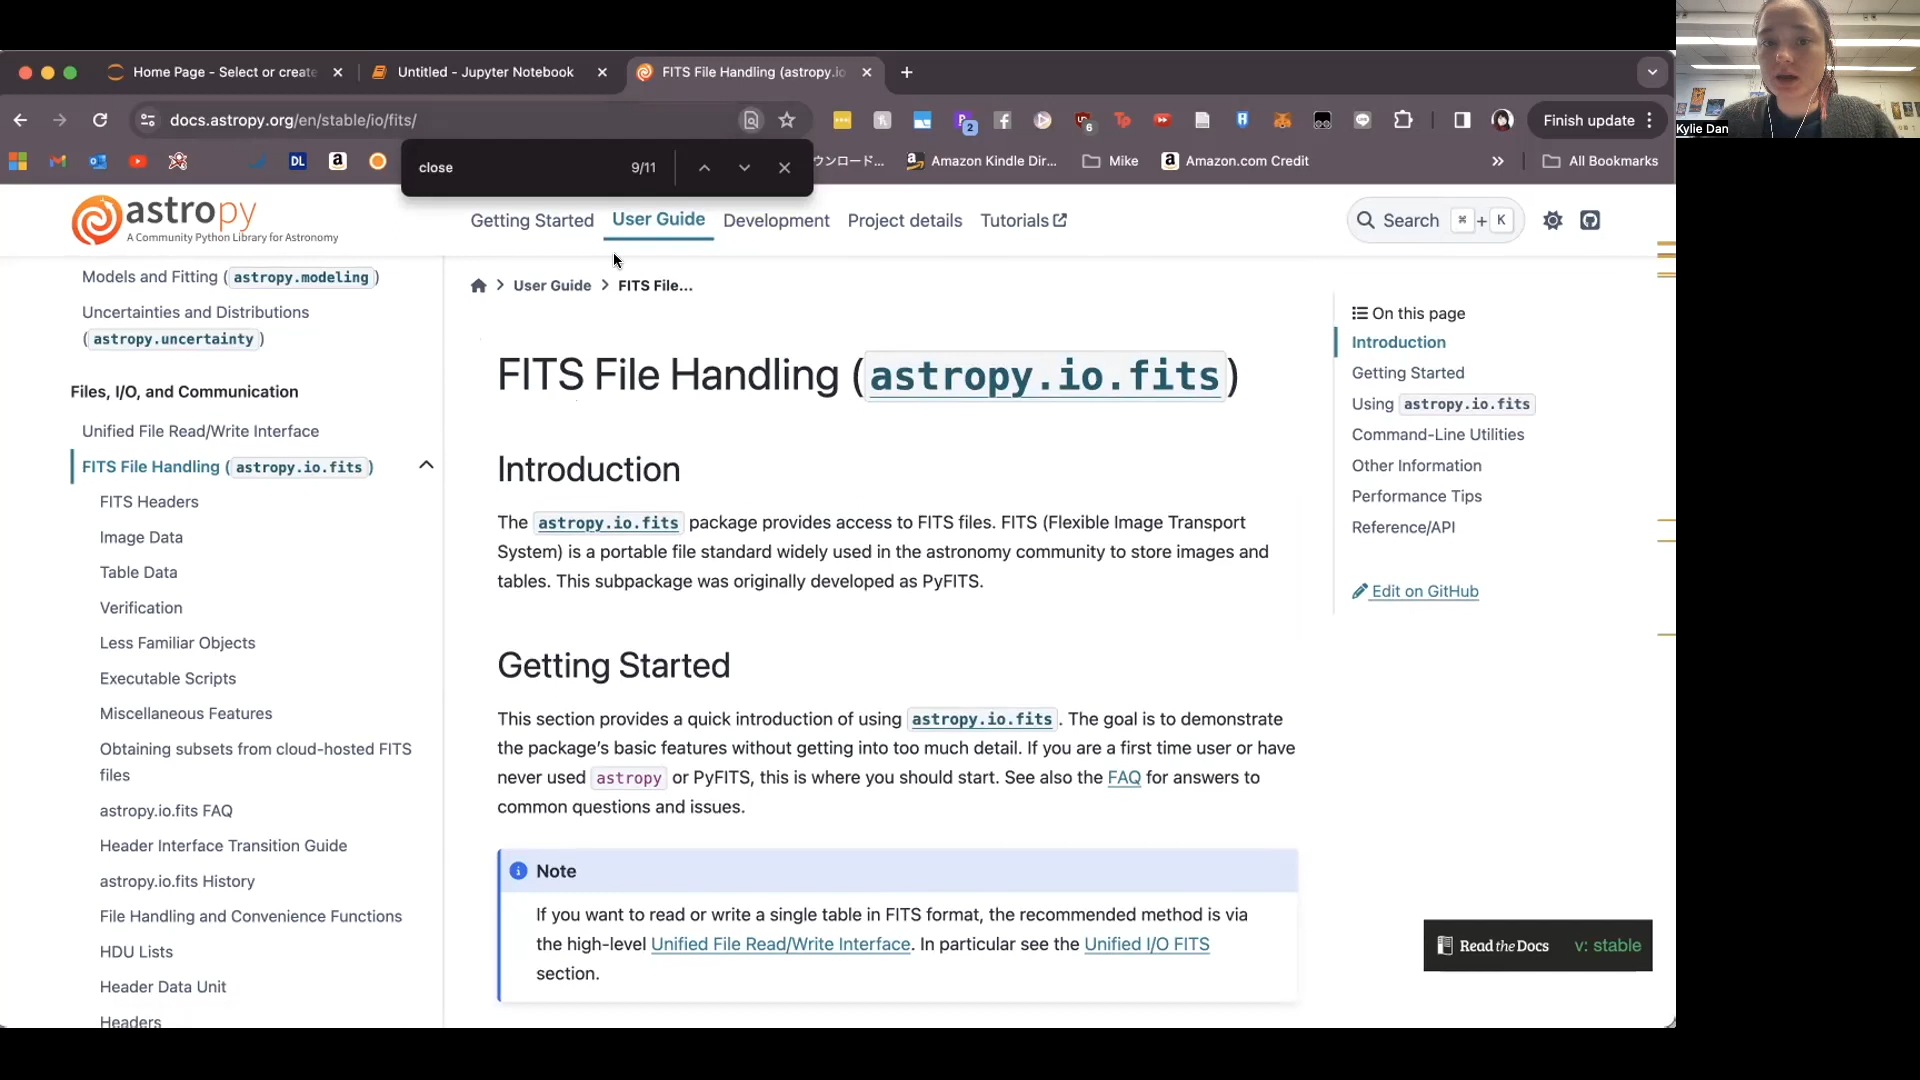 Home Page - Select or create
Untitled - Jupyter Notebook
FITS File Handling (astropy.io
docs.astropy.org/en/stable/io/fits/
2
6
Finish update
DL
close
9/11
ウンロード...
Amazon Kindle Dir...
Mike
Amazon.com Credit
All Bookmarks
Kylie Dan
astropy
A Community Python Library for Astronomy
Getting Started
User Guide
Development
Project details
Tutorials
Search ⌘ + K
Models and Fitting (astropy.modeling)
Uncertainties and Distributions
(astropy.uncertainty)
Files, I/O, and Communication
Unified File Read/Write Interface
FITS File Handling (astropy.io.fits)
FITS Headers
Image Data
Table Data
Verification
Less Familiar Objects
Executable Scripts
Miscellaneous Features
Obtaining subsets from cloud-hosted FITS
files
astropy.io.fits FAQ
Header Interface Transition Guide
astropy.io.fits History
File Handling and Convenience Functions
HDU Lists
Header Data Unit
Headers
User Guide > FITS File...
FITS File Handling (astropy.io.fits)
Introduction
The astropy.io.fits package provides access to FITS files. FITS (Flexible Image Transport
System) is a portable file standard widely used in the astronomy community to store images and
tables. This subpackage was originally developed as PyFITS.
Getting Started
This section provides a quick introduction of using astropy.io.fits. The goal is to demonstrate
the package's basic features without getting into too much detail. If you are a first time user or have
never used astropy or PyFITS, this is where you should start. See also the FAQ for answers to
common questions and issues.
Note
If you want to read or write a single table in FITS format, the recommended method is via
the high-level Unified File Read/Write Interface. In particular see the Unified I/O FITS
section.
On this page
Introduction
Getting Started
Using astropy.io.fits
Command-Line Utilities
Other Information
Performance Tips
Reference/API
Edit on GitHub
Read the Docs
v: stable